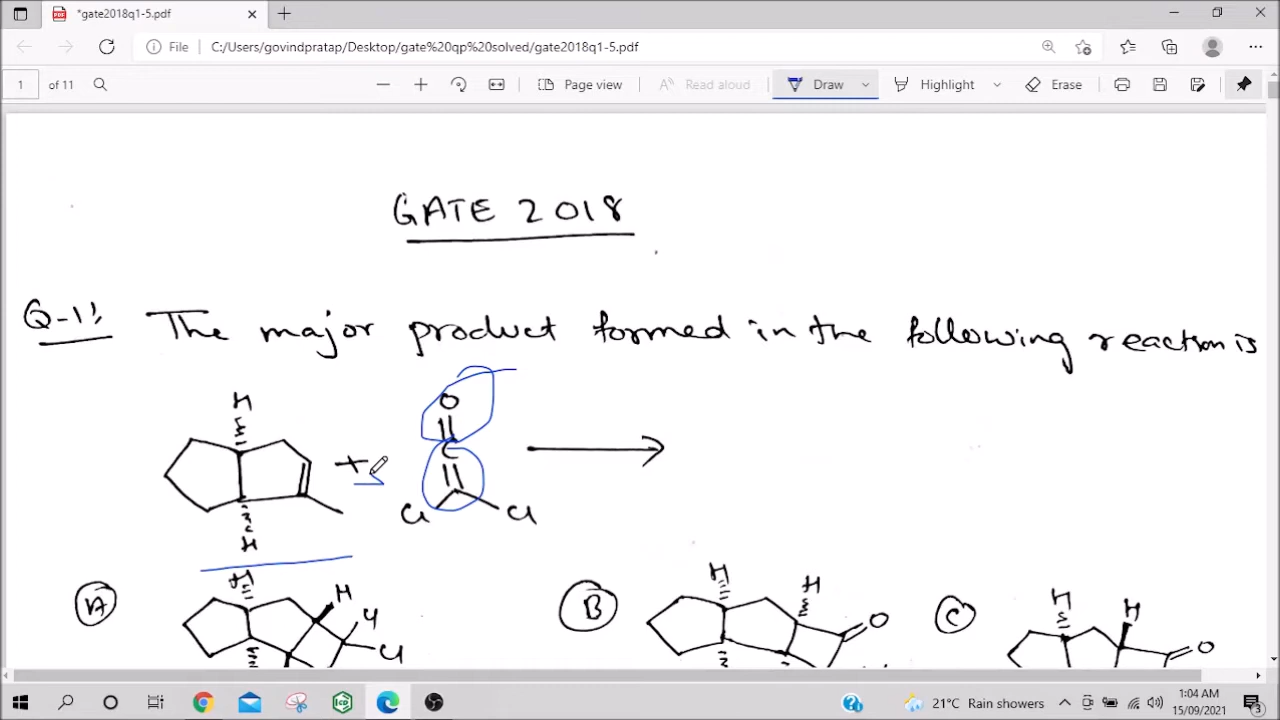 *gate2018q1-5.pdf
File C:/Users/govindpratap/Desktop/gate%20qp%20solved/gate2018q1-5.pdf
1 of 11 Page view Read aloud Draw Highlight Erase
GATE 2018
Q-1: The major product formed in the following reaction is
H O
C
+
Cl Cl
H
A H H Cl Cl
B H H O
C H H O
21°C Rain showers
1:04 AM
15/09/2021
3